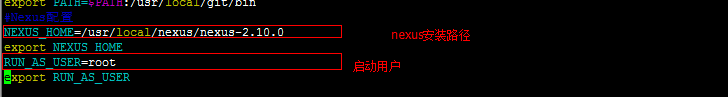 export PATH=$PATH:/usr/local/git/bin
#Nexus配置
NEXUS_HOME=/usr/local/nexus/nexus-2.10.0 nexus安装路径
export NEXUS_HOME
RUN_AS_USER=root 启动用户
export RUN_AS_USER